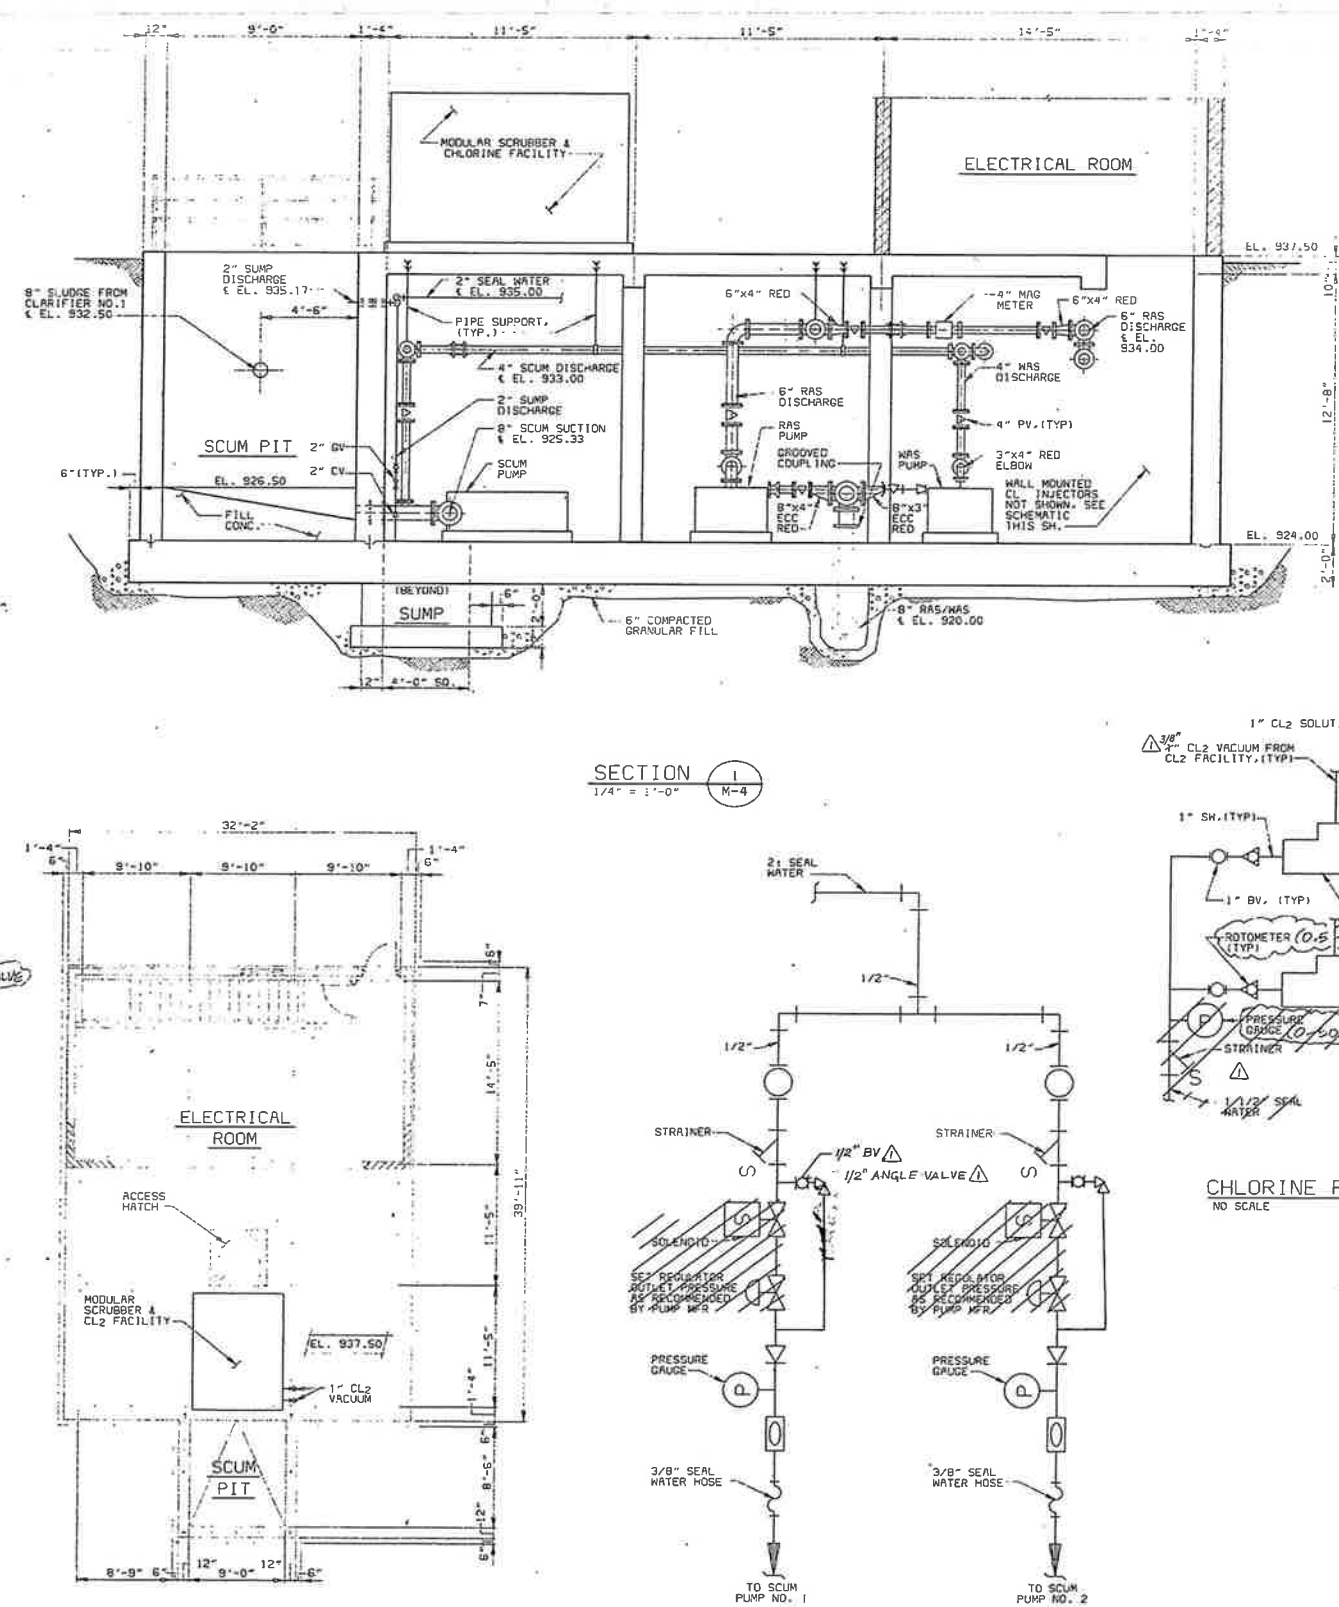 12"
9'-0"
1'-4"
11'-5"
11'-5"
14'-5"
1'-4"
MODULAR SCRUBBER &
CHLORINE FACILITY
ELECTRICAL ROOM
EL. 937.50
2" SUMP
DISCHARGE
℄ EL. 935.17
8" SLUDGE FROM
CLARIFIER NO.1
℄ EL. 932.50
4'-6"
2" SEAL WATER
℄ EL. 935.00
PIPE SUPPORT,
(TYP.)
6"x4" RED
4" MAG
METER
6"x4" RED
6" RAS
DISCHARGE
℄ EL.
934.00
10"
4" SCUM DISCHARGE
℄ EL. 933.00
4" WAS
DISCHARGE
2" SUMP
DISCHARGE
6" RAS
DISCHARGE
12'-8"
8" SCUM SUCTION
℄ EL. 925.33
RAS
PUMP
4" PV,(TYP)
SCUM PIT
2" GV
GROOVED
COUPLING
WAS
PUMP
3"x4" RED
ELBOW
6"(TYP.)
2" CV
SCUM
PUMP
EL. 926.50
WALL MOUNTED
CL INJECTORS
NOT SHOWN. SEE
SCHEMATIC
THIS SH.
FILL
CONC.
8"x4"
ECC
RED
8"x3"
ECC
RED
EL. 924.00
2'-0"
(BEYOND)
SUMP
6"
2'-0"
6" COMPACTED
GRANULAR FILL
8" RAS/WAS
℄ EL. 920.00
12"
4'-0" SQ.
SECTION
1
M-4
1/4" = 1'-0"
32'-2"
1'-4"
1'-4"
6"
9'-10"
9'-10"
9'-10"
6"
6"
7"
14'-5"
39'-11"
ELECTRICAL
ROOM
ACCESS
HATCH
11'-5"
MODULAR
SCRUBBER &
CL2 FACILITY
EL. 937.50
11'-5"
1" CL2
VACUUM
1'-4"
6"
SCUM
PIT
8'-6"
12"
6"
8'-9"
6"
12"
9'-0"
12"
6"
2: SEAL
WATER
1/2"
1/2"
1/2"
STRAINER
S
1/2" BV 1
1/2" ANGLE VALVE 1
STRAINER
S
S
SOLENOID
S
SOLENOID
SET REGULATOR
OUTLET PRESSURE
AS RECOMMENDED
BY PUMP MFR
SET REGULATOR
OUTLET PRESSURE
AS RECOMMENDED
BY PUMP MFR
PRESSURE
GAUGE
P
PRESSURE
GAUGE
P
3/8" SEAL
WATER HOSE
3/8" SEAL
WATER HOSE
TO SCUM
PUMP NO. 1
TO SCUM
PUMP NO. 2
1" CL2 SOLUT
1 3/8"
1" CL2 VACUUM FROM
CL2 FACILITY,(TYP)
1" SW,(TYP)
1" BV, (TYP)
ROTOMETER (0.5
(TYP)
P
PRESSURE
GAUGE (0-50
STRAINER
S
1
1/1/2" SEAL
WATER
CHLORINE
NO SCALE